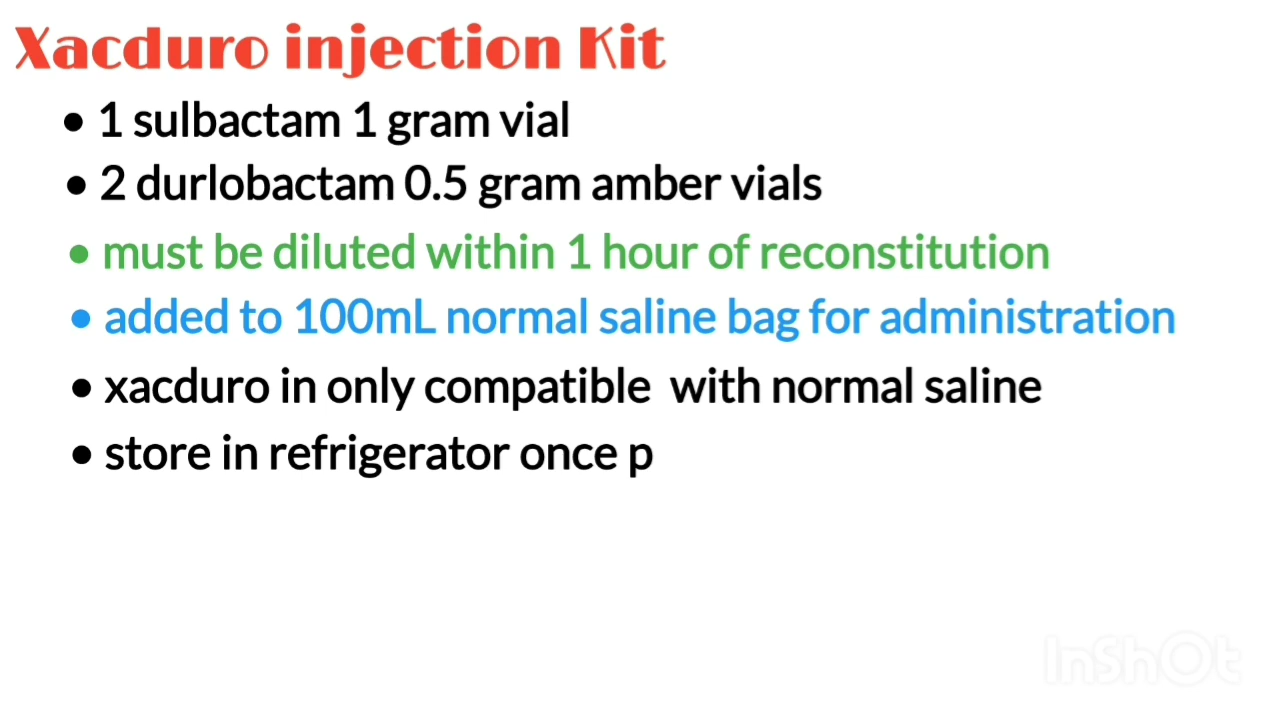 Xacduro injection Kit
• 1 sulbactam 1 gram vial
• 2 durlobactam 0.5 gram amber vials
• must be diluted within 1 hour of reconstitution
• added to 100mL normal saline bag for administration
• xacduro in only compatible with normal saline
• store in refrigerator once p
InShOt